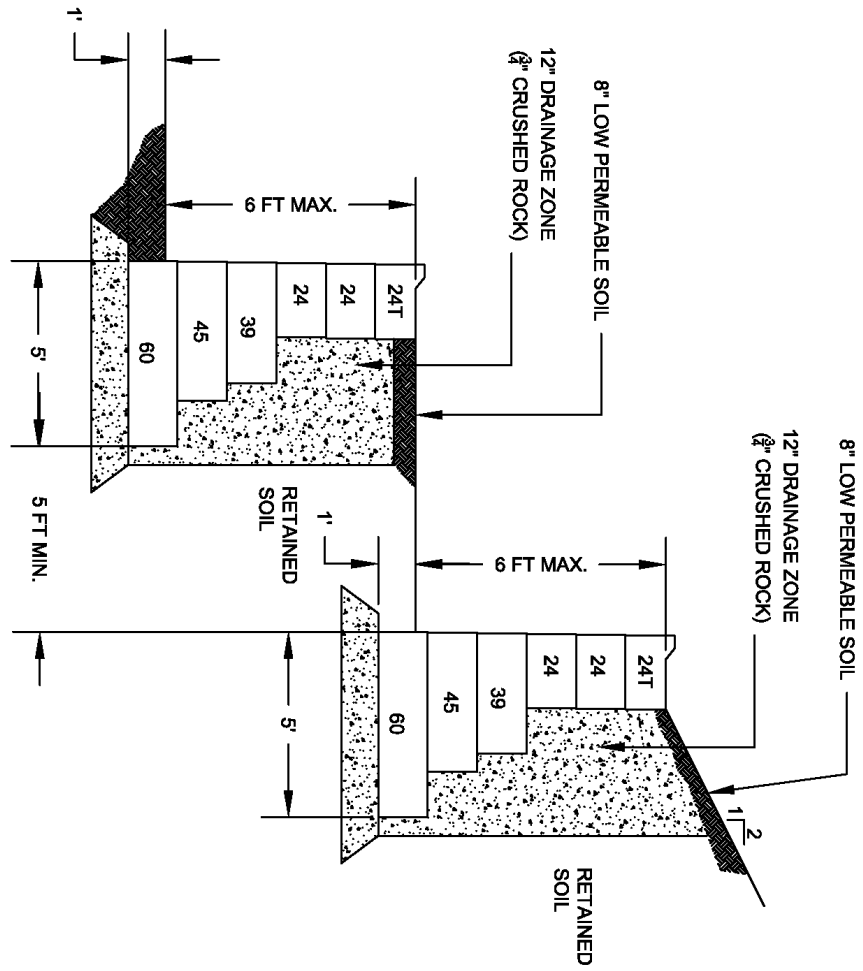 8" LOW PERMEABLE SOIL
12" DRAINAGE ZONE
(¾" CRUSHED ROCK)
6 FT MAX.
24T
24
24
39
45
60
5'
1'
2
1
RETAINED
SOIL
8" LOW PERMEABLE SOIL
12" DRAINAGE ZONE
(¾" CRUSHED ROCK)
6 FT MAX.
24T
24
24
39
45
60
5'
1'
RETAINED
SOIL
5 FT MIN.